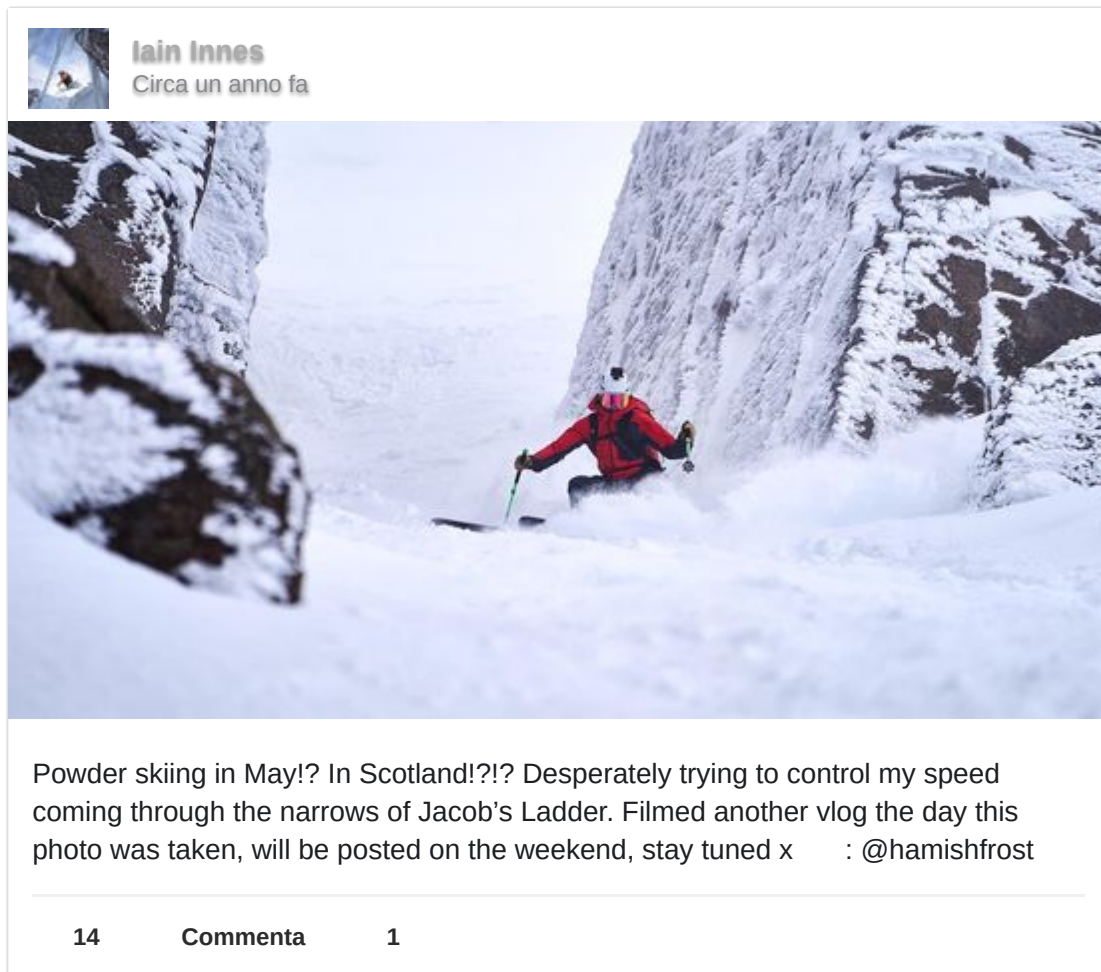 Iain Innes
Circa un anno fa
Powder skiing in May!? In Scotland!?!? Desperately trying to control my speed
coming through the narrows of Jacob’s Ladder. Filmed another vlog the day this
photo was taken, will be posted on the weekend, stay tuned x : @hamishfrost
14 Commenta 1